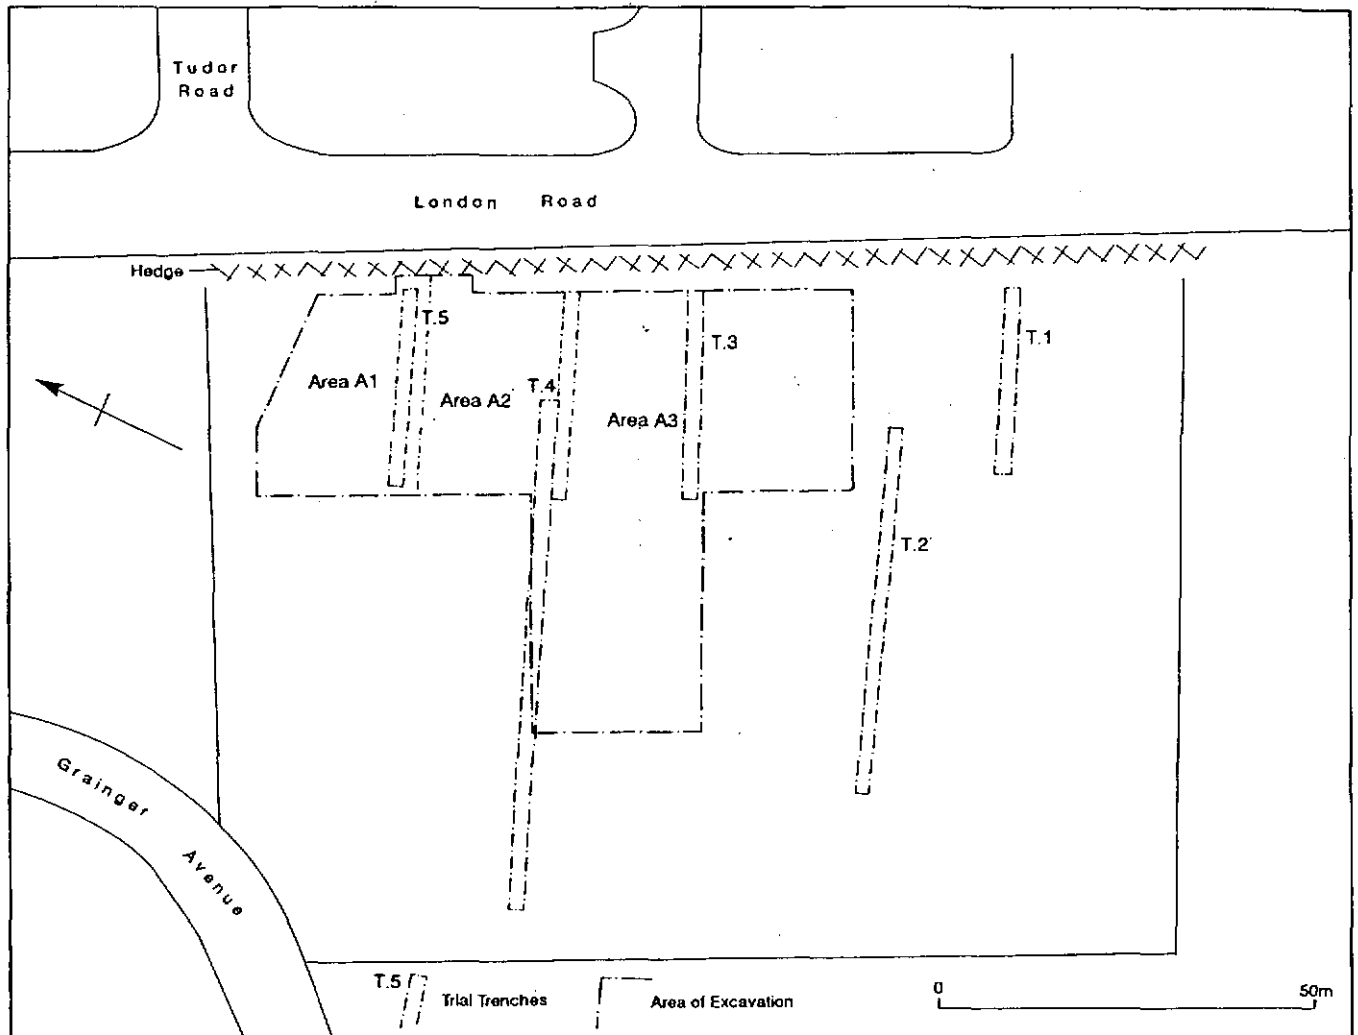 Tudor
Road
London Road
Hedge
T.5
T.3
T.1
Area A1
T.4
Area A2
Area A3
T.2
Grainger
Avenue
T.5
Trial Trenches
Area of Excavation
0
50m